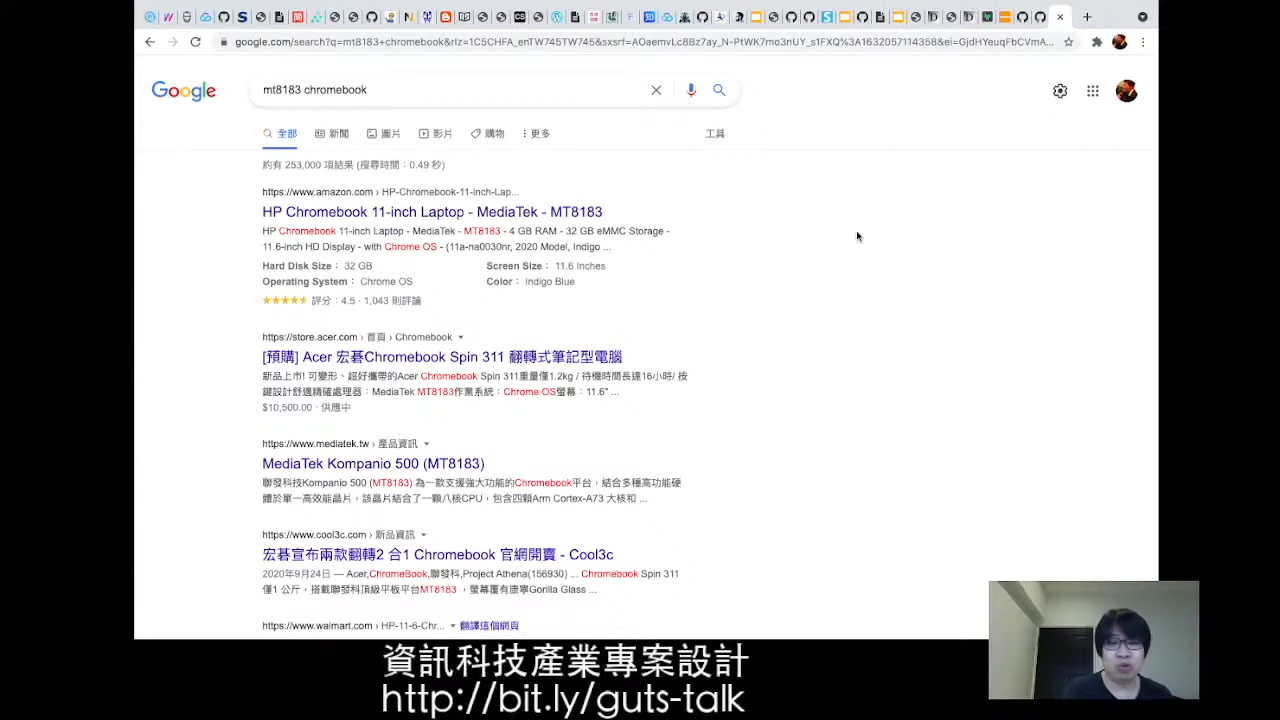 google.com/search?q=mt8183+chromebook&rlz=1C5CHFA_enTW745TW745&sxsrf=AOaemvLc8Bz7ay_N-PtWK7mo3nUY_s1FXQ%3A1632057114358&ei=GjdHYeuqFbCVmA...
Google
mt8183 chromebook
全部 新聞 圖片 影片 購物 更多 工具
約有 253,000 項結果 (搜尋時間：0.49 秒)
https://www.amazon.com › HP-Chromebook-11-inch-Lap...
HP Chromebook 11-inch Laptop - MediaTek - MT8183
HP Chromebook 11-inch Laptop - MediaTek - MT8183 - 4 GB RAM - 32 GB eMMC Storage -
11.6-inch HD Display - with Chrome OS - (11a-na0030nr, 2020 Model, Indigo ...
Hard Disk Size： 32 GB Screen Size： 11.6 Inches
Operating System： Chrome OS Color： Indigo Blue
評分：4.5 · 1,043 則評論
https://store.acer.com › 首頁 › Chromebook
[預購] Acer 宏碁Chromebook Spin 311 翻轉式筆記型電腦
新品上市! 可變形、超好攜帶的Acer Chromebook Spin 311重量僅1.2kg / 待機時間長達16小時/ 按
鍵設計舒適精確處理器：MediaTek MT8183作業系統：Chrome OS螢幕：11.6" ...
$10,500.00 · 供應中
https://www.mediatek.tw › 產品資訊
MediaTek Kompanio 500 (MT8183)
聯發科技Kompanio 500 (MT8183) 為一款支援強大功能的Chromebook平台，結合多種高功能硬
體於單一高效能晶片，該晶片結合了一顆八核CPU，包含四顆Arm Cortex-A73 大核和 ...
https://www.cool3c.com › 新品資訊
宏碁宣布兩款翻轉2 合1 Chromebook 官網開賣 - Cool3c
2020年9月24日 — Acer,ChromeBook,聯發科,Project Athena(156930) ... Chromebook Spin 311
僅1 公斤，搭載聯發科頂級平板平台MT8183 ，螢幕覆有康寧Gorilla Glass ...
https://www.walmart.com › HP-11-6-Chr... 翻譯這個網頁
資訊科技產業專案設計
http://bit.ly/guts-talk